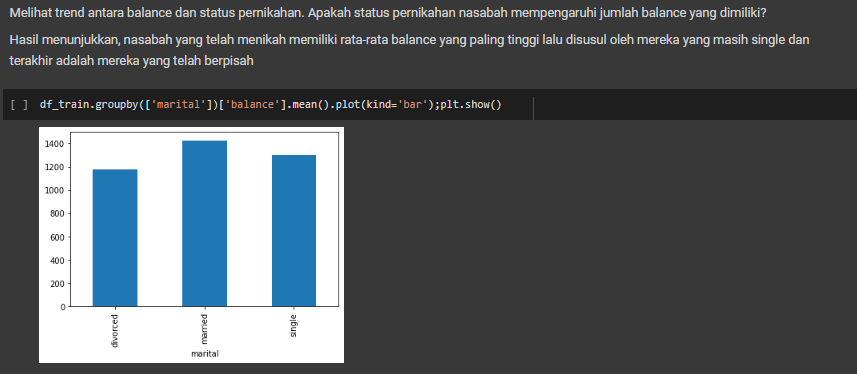 Melihat trend antara balance dan status pernikahan. Apakah status pernikahan nasabah mempengaruhi jumlah balance yang dimiliki?
Hasil menunjukkan, nasabah yang telah menikah memiliki rata-rata balance yang paling tinggi lalu disusul oleh mereka yang masih single dan
terakhir adalah mereka yang telah berpisah
[ ] df_train.groupby(['marital'])['balance'].mean().plot(kind='bar');plt.show()
1400
1200
1000
800
600
400
200
0
divorced
married
single
marital